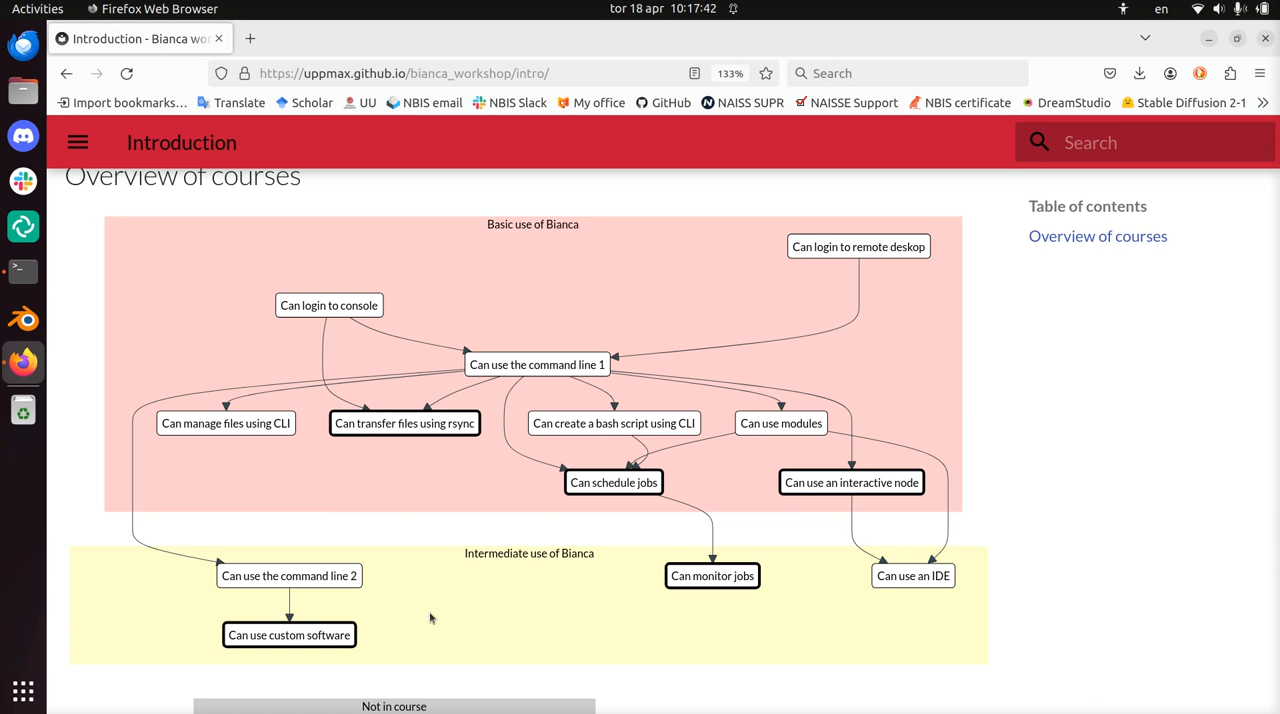 Activities Firefox Web Browser tor 18 apr 10:17:42 en
Introduction - Bianca wor
https://uppmax.github.io/bianca_workshop/intro/ 133% Search
Import bookmarks... Translate Scholar UU NBIS email NBIS Slack My office GitHub NAISS SUPR NAISSE Support NBIS certificate DreamStudio Stable Diffusion 2-1
Introduction Search
Overview of courses
Table of contents
Overview of courses
Basic use of Bianca
Can login to remote deskop
Can login to console
Can use the command line 1
Can manage files using CLI Can transfer files using rsync Can create a bash script using CLI Can use modules
Can schedule jobs Can use an interactive node
Intermediate use of Bianca
Can use the command line 2 Can monitor jobs Can use an IDE
Can use custom software
Not in course